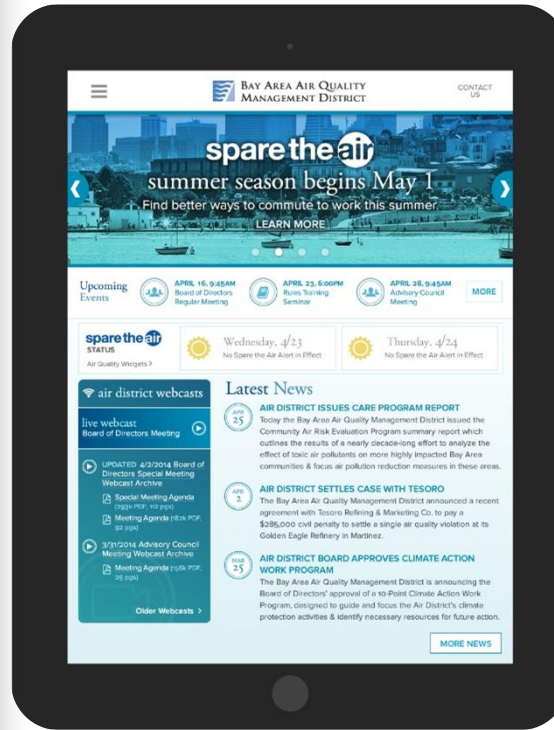 BAY AREA AIR QUALITY
MANAGEMENT DISTRICT
CONTACT
US
spare the air
summer season begins May 1
Find better ways to commute to work this summer.
LEARN MORE
Upcoming
Events
APRIL 16, 9:45AM
Board of Directors
Regular Meeting
APRIL 23, 6:00PM
Rules Training
Seminar
APRIL 28, 9:45AM
Advisory Council
Meeting
MORE
spare the air
STATUS
Air Quality Widgets >
Wednesday, 4/23
No Spare the Air Alert in Effect
Thursday, 4/24
No Spare the Air Alert in Effect
air district webcasts
live webcast
Board of Directors Meeting
UPDATED 4/2/2014 Board of
Directors Special Meeting
Webcast Archive
Special Meeting Agenda
(793k PDF, 112 pgs)
Meeting Agenda (182k PDF,
92 pgs)
3/31/2014 Advisory Council
Meeting Webcast Archive
Meeting Agenda (156k PDF,
25 pgs)
Older Webcasts >
Latest News
APR
25
AIR DISTRICT ISSUES CARE PROGRAM REPORT
Today the Bay Area Air Quality Management District issued the
Community Air Risk Evaluation Program summary report which
outlines the results of a nearly decade-long effort to analyze the
effect of toxic air pollutants on more highly impacted Bay Area
communities & focus air pollution reduction measures in these areas.
APR
2
AIR DISTRICT SETTLES CASE WITH TESORO
The Bay Area Air Quality Management District announced a recent
agreement with Tesoro Refining & Marketing Co. to pay a
$285,000 civil penalty to settle a single air quality violation at its
Golden Eagle Refinery in Martinez.
MAR
25
AIR DISTRICT BOARD APPROVES CLIMATE ACTION
WORK PROGRAM
The Bay Area Air Quality Management District is announcing the
Board of Directors' approval of a 10-Point Climate Action Work
Program, designed to guide and focus the Air District's climate
protection activities & identify necessary resources for future action.
MORE NEWS